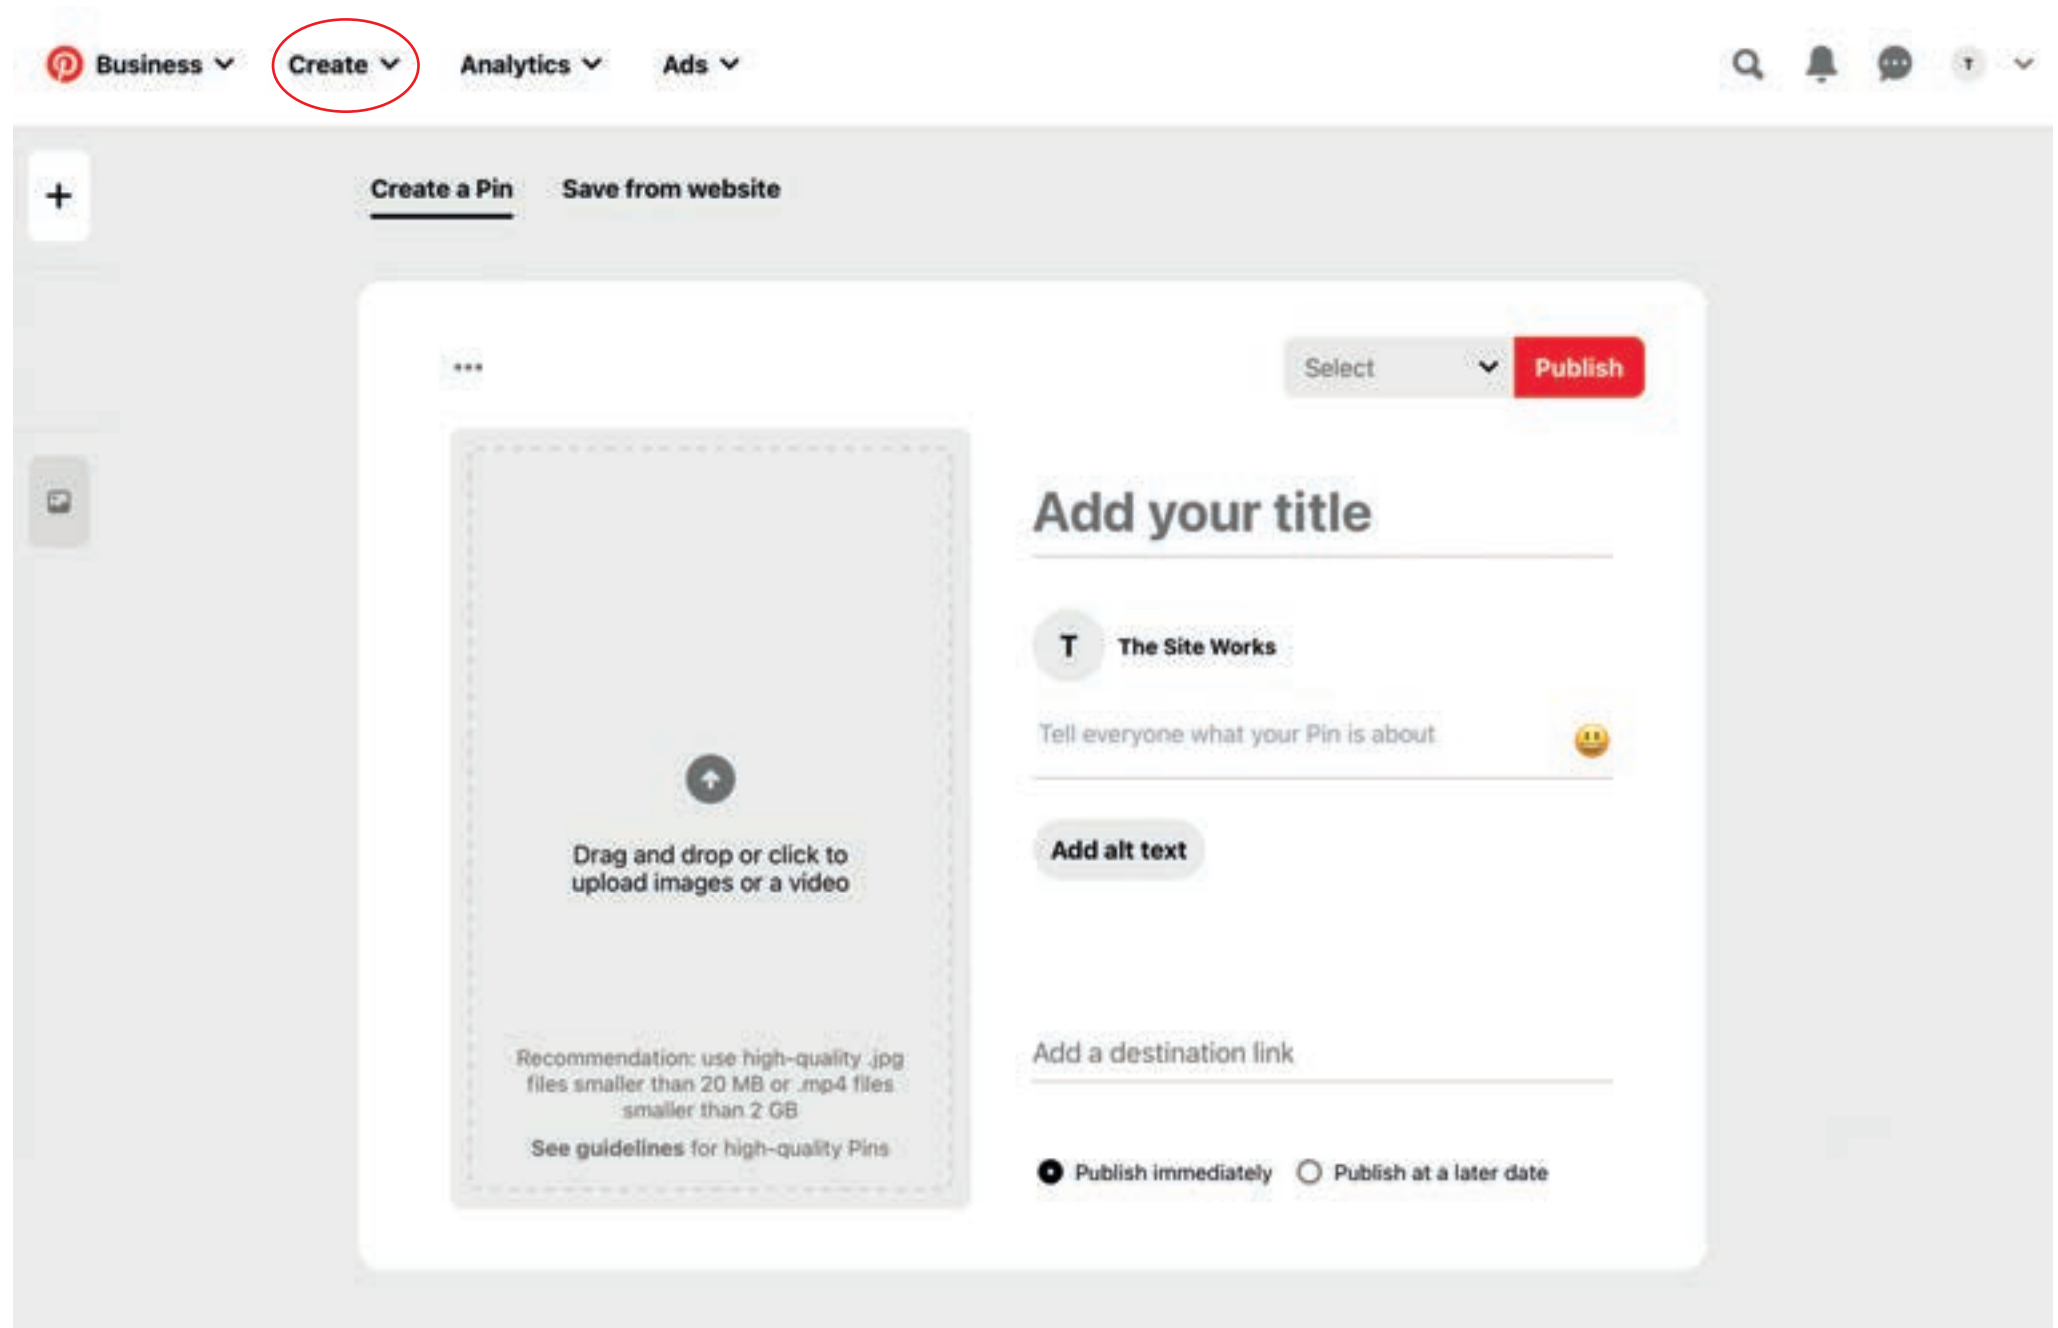 Business
Create
Analytics
Ads
T
Create a Pin
Save from website
Select
Publish
Add your title
T
The Site Works
Tell everyone what your Pin is about
Drag and drop or click to
upload images or a video
Add alt text
Recommendation: use high-quality .jpg
files smaller than 20 MB or .mp4 files
smaller than 2 GB
See guidelines for high-quality Pins
Add a destination link
Publish immediately
Publish at a later date